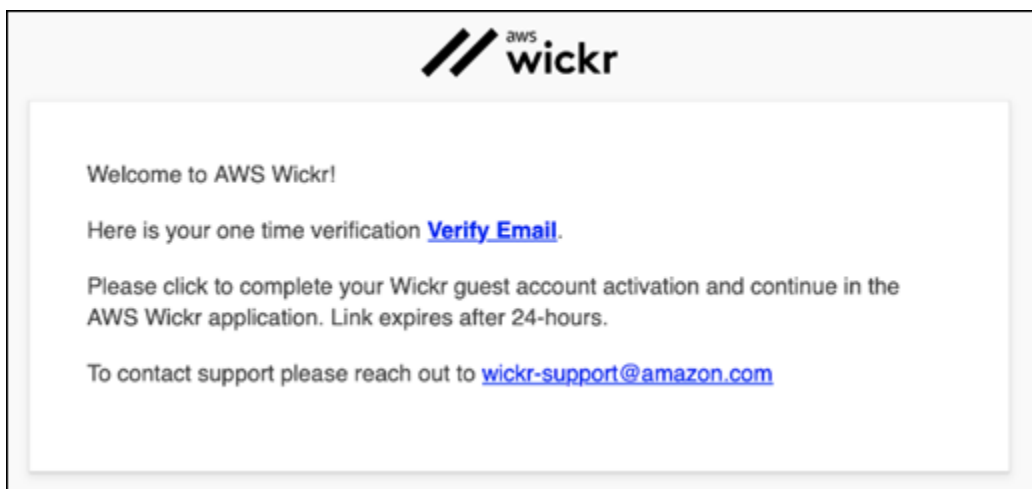 aws
wickr
Welcome to AWS Wickr!
Here is your one time verification Verify Email.
Please click to complete your Wickr guest account activation and continue in the
AWS Wickr application. Link expires after 24-hours.
To contact support please reach out to wickr-support@amazon.com